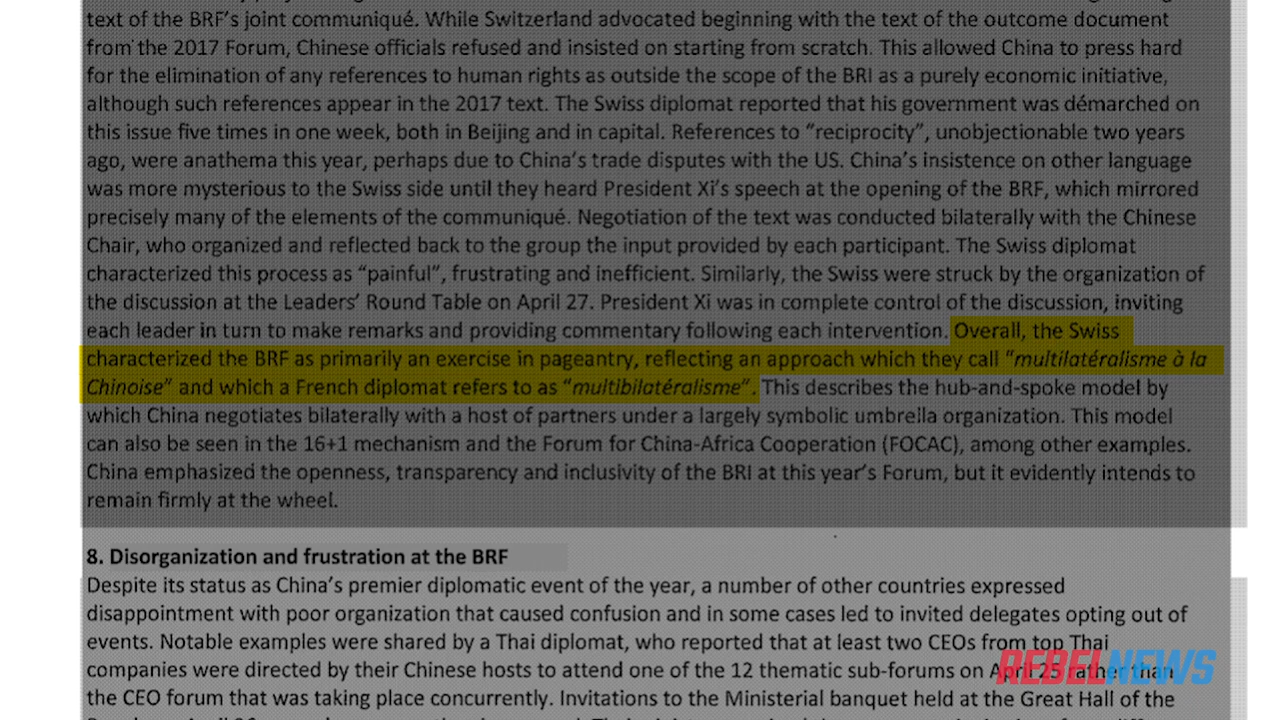 text of the BRF's joint communiqué. While Switzerland advocated beginning with the text of the outcome document
from the 2017 Forum, Chinese officials refused and insisted on starting from scratch. This allowed China to press hard
for the elimination of any references to human rights as outside the scope of the BRI as a purely economic initiative,
although such references appear in the 2017 text. The Swiss diplomat reported that his government was démarched on
this issue five times in one week, both in Beijing and in capital. References to "reciprocity", unobjectionable two years
ago, were anathema this year, perhaps due to China's trade disputes with the US. China's insistence on other language
was more mysterious to the Swiss side until they heard President Xi's speech at the opening of the BRF, which mirrored
precisely many of the elements of the communiqué. Negotiation of the text was conducted bilaterally with the Chinese
Chair, who organized and reflected back to the group the input provided by each participant. The Swiss diplomat
characterized this process as "painful", frustrating and inefficient. Similarly, the Swiss were struck by the organization of
the discussion at the Leaders' Round Table on April 27. President Xi was in complete control of the discussion, inviting
each leader in turn to make remarks and providing commentary following each intervention. Overall, the Swiss
characterized the BRF as primarily an exercise in pageantry, reflecting an approach which they call "multilatéralisme à la
Chinoise" and which a French diplomat refers to as "multibilatéralisme". This describes the hub-and-spoke model by
which China negotiates bilaterally with a host of partners under a largely symbolic umbrella organization. This model
can also be seen in the 16+1 mechanism and the Forum for China-Africa Cooperation (FOCAC), among other examples.
China emphasized the openness, transparency and inclusivity of the BRI at this year's Forum, but it evidently intends to
remain firmly at the wheel.
8. Disorganization and frustration at the BRF
Despite its status as China's premier diplomatic event of the year, a number of other countries expressed
disappointment with poor organization that caused confusion and in some cases led to invited delegates opting out of
events. Notable examples were shared by a Thai diplomat, who reported that at least two CEOs from top Thai
companies were directed by their Chinese hosts to attend one of the 12 thematic sub-forums on April 25 rather than
the CEO forum that was taking place concurrently. Invitations to the Ministerial banquet held at the Great Hall of the
REBELNEWS